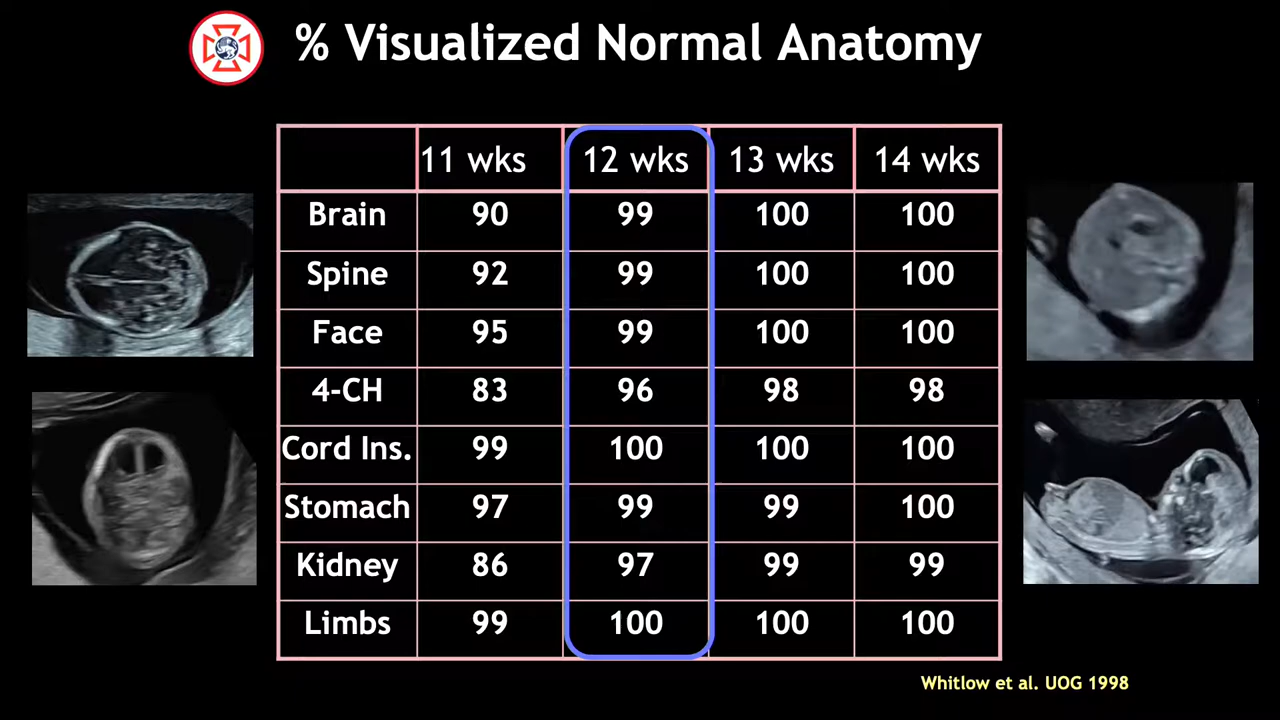 % Visualized Normal Anatomy
11 wks 12 wks 13 wks 14 wks
Brain 90 99 100 100
Spine 92 99 100 100
Face 95 99 100 100
4-CH 83 96 98 98
Cord Ins. 99 100 100 100
Stomach 97 99 99 100
Kidney 86 97 99 99
Limbs 99 100 100 100
Whitlow et al. UOG 1998